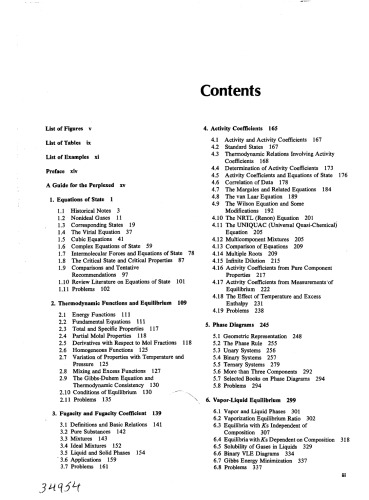 Contents
List of Figures v
List of Tables ix
List of Examples xi
Preface xiv
A Guide for the Perplexed xv
1. Equations of State 1
1.1 Historical Notes 3
1.2 Nonideal Gases 11
1.3 Corresponding States 19
1.4 The Virial Equation 37
1.5 Cubic Equations 41
1.6 Complex Equations 59
1.7 Intermolecular Forces and Equations of State 78
1.8 The Critical State and Critical Properties 87
1.9 Comparisons and Tentative
Recommendations 97
1.10 Review Literature on Equations of State 101
1.11 Problems 102
2. Thermodynamic Functions and Equilibrium 109
2.1 Energy Functions 111
2.2 Fundamental Equations 111
2.3 Total and Specific Properties 117
2.4 Partial Molal Properties 117
2.5 Derivatives with Respect to Mol Fractions 118
2.6 Homogeneous Functions 125
2.7 Variation of Properties with Temperature and
Pressure 125
2.8 Mixing and Excess Functions 127
2.9 The Gibbs-Duhem Equation and
Thermodynamic Consistency 130
2.10 Conditions of Equilibrium 130
2.11 Problems 135
3. Fugacity and Fugacity Coefficient 139
3.1 Definitions and Basic Relations 141
3.2 Pure Substances 142
3.3 Mixtures 143
3.4 Ideal Mixtures 152
3.5 Liquid and Solid Phases 154
3.6 Applications 159
3.7 Problems 161
4. Activity Coefficients 165
4.1 Activity and Activity Coefficients 167
4.2 Standard States 167
4.3 Thermodynamic Relations Involving Activity
Coefficients 168
4.4 Determination of Activity Coefficients 173
4.5 Activity Coefficients and Equations of State 176
4.6 Correlation of Data 178
4.7 The Margules and Related Equations 184
4.8 The van Laar Equation 189
4.9 The Wilson Equation and Some
Modifications 192
4.10 The NRTL (Renon) Equation 201
4.11 The UNIQUAC (Universal Quasi-Chemical)
Equation 205
4.12 Multicomponent Mixtures 205
4.13 Comparison of Equations 209
4.14 Multiple Roots 209
4.15 Infinite Dilution 215
4.16 Activity Coefficients from Pure Component
Properties 217
4.17 Activity Coefficients from Measurements of
Equilibrium 222
4.18 The Effect of Temperature and Excess
Enthalpy 231
4.19 Problems 238
5. Phase Diagrams 245
5.1 Geometric Representation 248
5.2 The Phase Rule 255
5.3 Unary Systems 256
5.4 Binary Systems 257
5.5 Ternary Systems 279
5.6 More than Three Components 292
5.7 Selected Books on Phase Diagrams 294
5.8 Problems 294
6. Vapor-Liquid Equilibrium 299
6.1 Vapor and Liquid Phases 301
6.2 Vaporization Equilibrium Ratio 302
6.3 Equilibria with Ks Independent of
Composition 307
6.4 Equilibria with Ks Dependent on Composition 318
6.5 Solubility of Gases in Liquids 329
6.6 Binary VLE Diagrams 334
6.7 Gibbs Energy Minimization 337
6.8 Problems 337
iii
34954